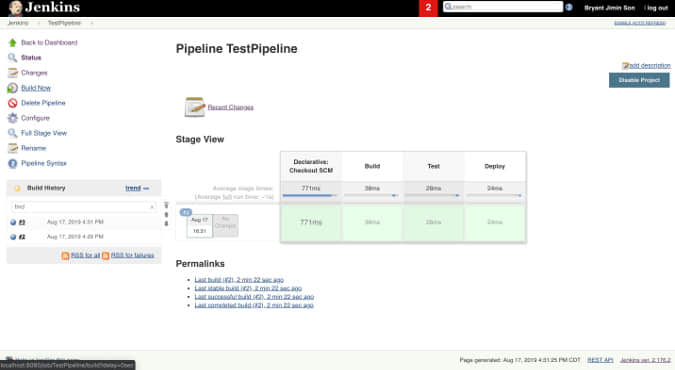 Jenkins
2
search
Bryant Jimin Son
log out
Jenkins
TestPipeline
ENABLE AUTO REFRESH
Back to Dashboard
Status
Changes
Build Now
Delete Pipeline
Configure
Full Stage View
Rename
Pipeline Syntax
Build History
trend
find
x
#3 Aug 17, 2019 4:31 PM
#2 Aug 17, 2019 4:29 PM
RSS for all RSS for failures
Pipeline TestPipeline
add description
Disable Project
Recent Changes
Stage View
Declarative: Checkout SCM
Build
Test
Deploy
Average stage times:
(Average full run time: ~1s)
771ms
38ms
28ms
24ms
Aug 17
16:31
No Changes
771ms
38ms
28ms
24ms
Permalinks
Last build (#2), 2 min 22 sec ago
Last stable build (#2), 2 min 22 sec ago
Last successful build (#2), 2 min 22 sec ago
Last completed build (#2), 2 min 22 sec ago
localhost:8080/job/TestPipeline/build?delay=0sec
Page generated: Aug 17, 2019 4:31:25 PM CDT
REST API
Jenkins ver. 2.176.2